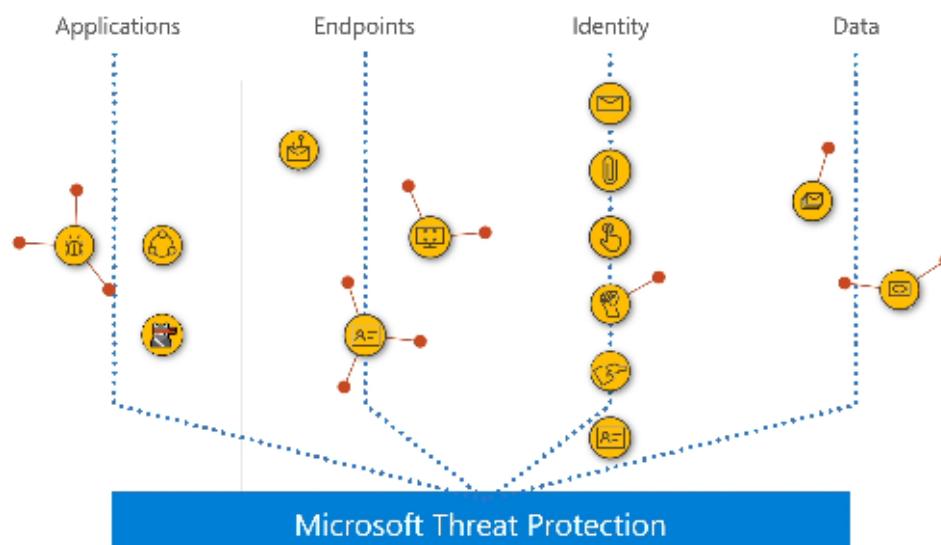 Applications
Endpoints
Identity
Data
Microsoft Threat Protection